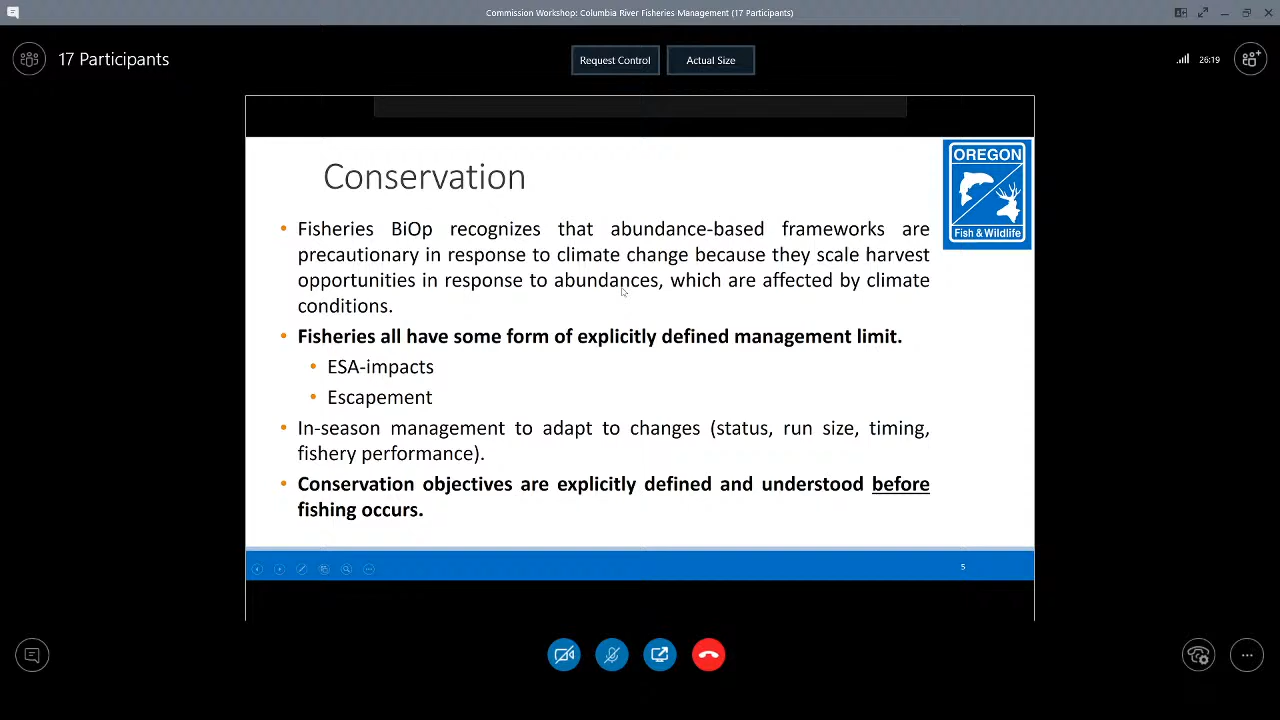 Commission Workshop: Columbia River Fisheries Management (17 Participants)
17 Participants
Request Control
Actual Size
26:19
Conservation
OREGON
Fish & Wildlife
• Fisheries BiOp recognizes that abundance-based frameworks are
precautionary in response to climate change because they scale harvest
opportunities in response to abundances, which are affected by climate
conditions.
• Fisheries all have some form of explicitly defined management limit.
• ESA-impacts
• Escapement
• In-season management to adapt to changes (status, run size, timing,
fishery performance).
• Conservation objectives are explicitly defined and understood before
fishing occurs.
5